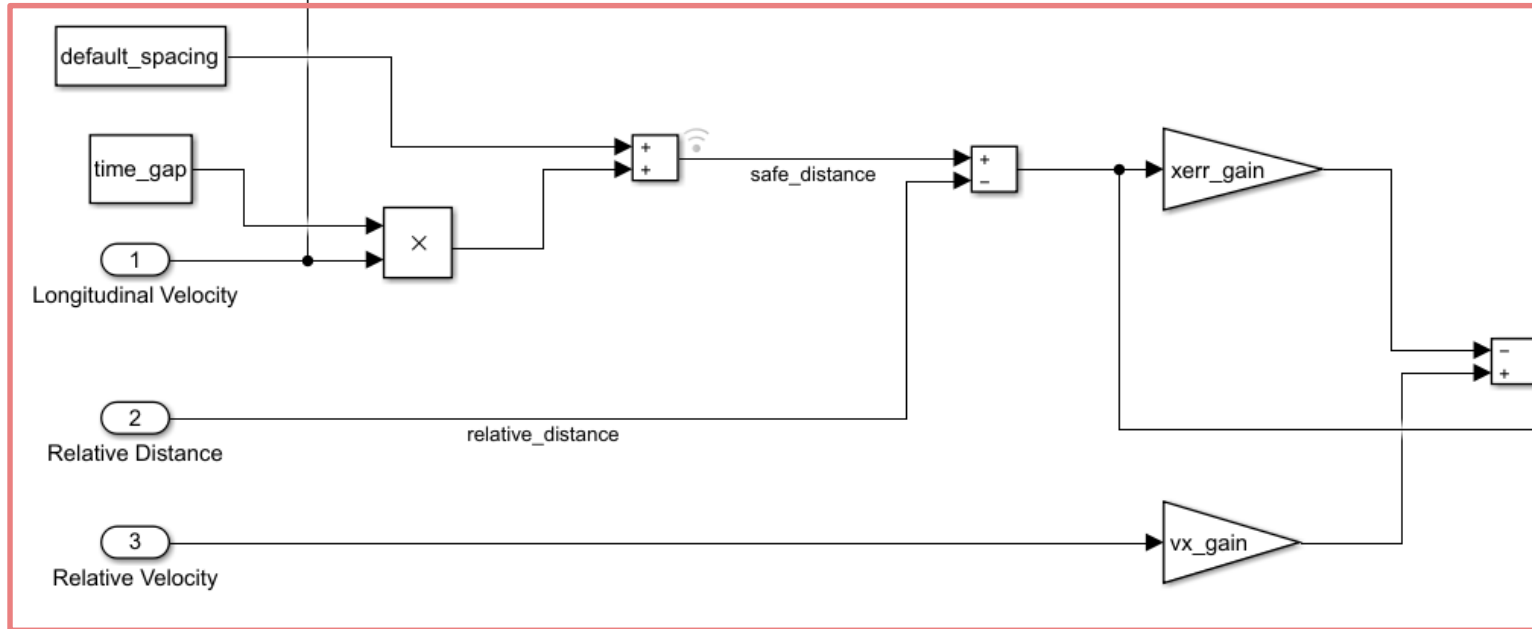 default_spacing
time_gap
+
+
safe_distance
+
−
xerr_gain
×
1
Longitudinal Velocity
−
+
2
relative_distance
Relative Distance
3
vx_gain
Relative Velocity